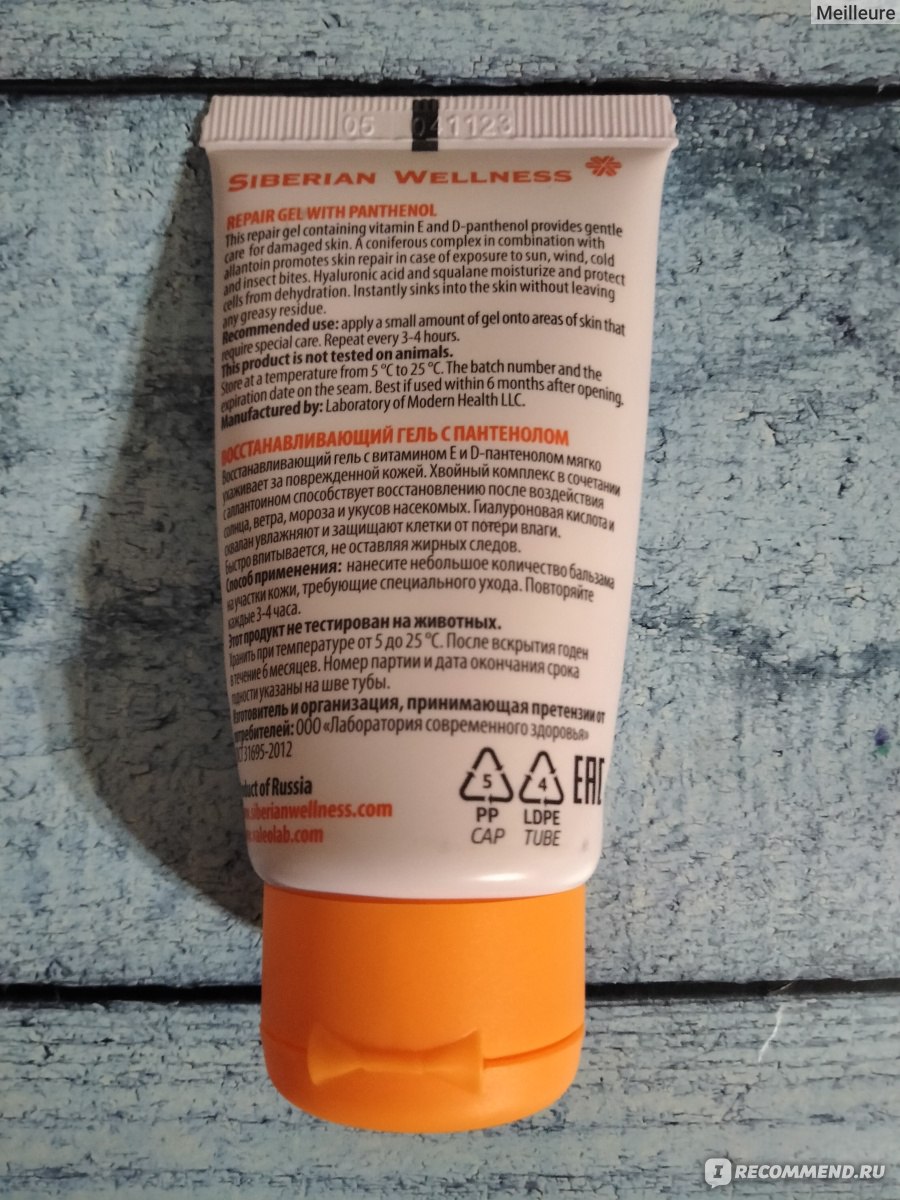 Meilleure
05 041123
SIBERIAN WELLNESS
REPAIR GEL WITH PANTHENOL
This repair gel containing vitamin E and D-panthenol provides gentle
care for damaged skin. A coniferous complex in combination with
allantoin promotes skin repair in case of exposure to sun, wind, cold
and insect bites. Hyaluronic acid and squalane moisturize and protect
cells from dehydration. Instantly sinks into the skin without leaving
any greasy residue.
Recommended use: apply a small amount of gel onto areas of skin that
require special care. Repeat every 3-4 hours.
This product is not tested on animals.
Store at a temperature from 5 °C to 25 °C. The batch number and the
expiration date on the seam. Best if used within 6 months after opening.
Manufactured by: Laboratory of Modern Health LLC.
ВОССТАНАВЛИВАЮЩИЙ ГЕЛЬ С ПАНТЕНОЛОМ
Восстанавливающий гель с витамином Е и D-пантенолом мягко
ухаживает за поврежденной кожей. Хвойный комплекс в сочетании
с аллантоином способствует восстановлению после воздействия
солнца, ветра, мороза и укусов насекомых. Гиалуроновая кислота и
сквалан увлажняют и защищают клетки от потери влаги.
Быстро впитывается, не оставляя жирных следов.
Способ применения: нанесите небольшое количество бальзама
на участки кожи, требующие специального ухода. Повторяйте
каждые 3-4 часа.
Этот продукт не тестирован на животных.
Хранить при температуре от 5 до 25 °С. После вскрытия годен
в течение 6 месяцев. Номер партии и дата окончания срока
годности указаны на шве тубы.
Изготовитель и организация, принимающая претензии от
потребителей: ООО «Лаборатория современного здоровья»
ГОСТ 31695-2012
duct of Russia
.siberianwellness.com
.valeolab.com
5 4 EAC
PP LDPE
CAP TUBE
IRECOMMEND.RU